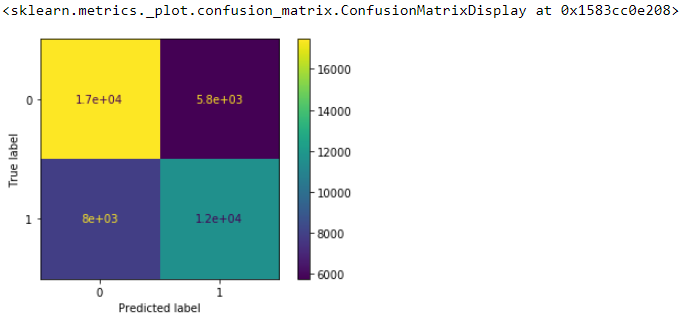 <sklearn.metrics._plot.confusion_matrix.ConfusionMatrixDisplay at 0x1583cc0e208>
16000
0
1.7e+04
5.8e+03
14000
True label
12000
10000
1
8e+03
1.2e+04
8000
6000
0
1
Predicted label